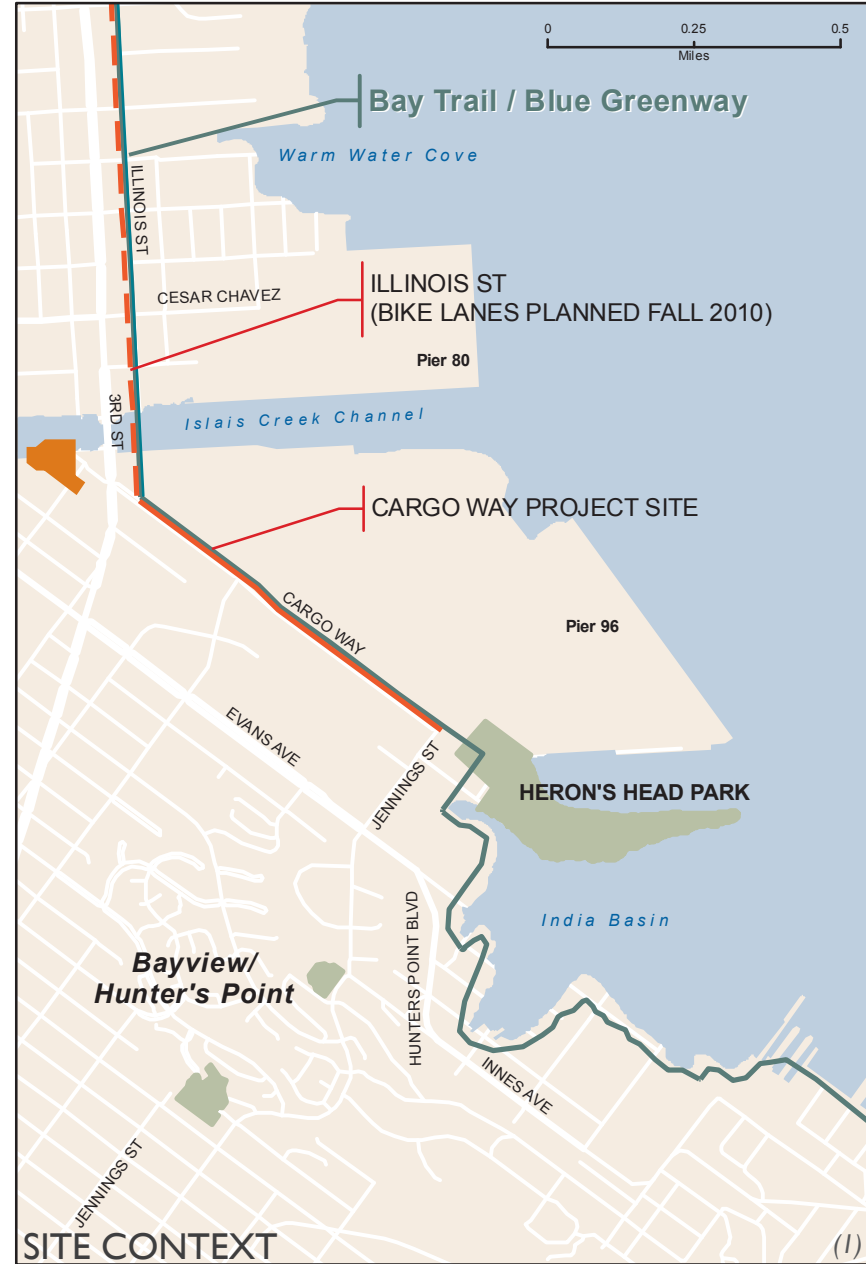 0 0.25 0.5
Miles
Bay Trail / Blue Greenway
Warm Water Cove
ILLINOIS ST
ILLINOIS ST
(BIKE LANES PLANNED FALL 2010)
CESAR CHAVEZ
Pier 80
3RD ST
Islais Creek Channel
CARGO WAY PROJECT SITE
CARGO WAY
Pier 96
EVANS AVE
JENNINGS ST
HERON'S HEAD PARK
HUNTERS POINT BLVD
India Basin
Bayview/
Hunter's Point
INNES AVE
JENNINGS ST
SITE CONTEXT
(1)